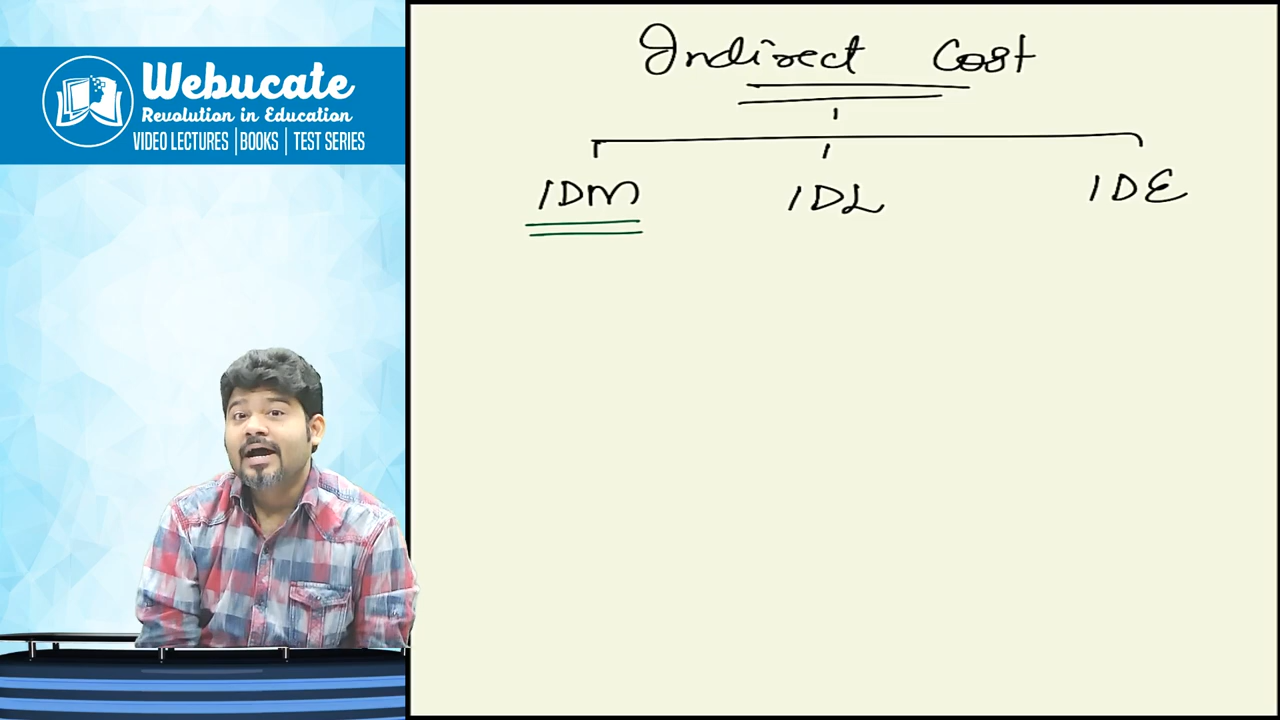 Webucate
Revolution in Education
VIDEO LECTURES | BOOKS | TEST SERIES
Indirect Cost
IDM IDL IDE